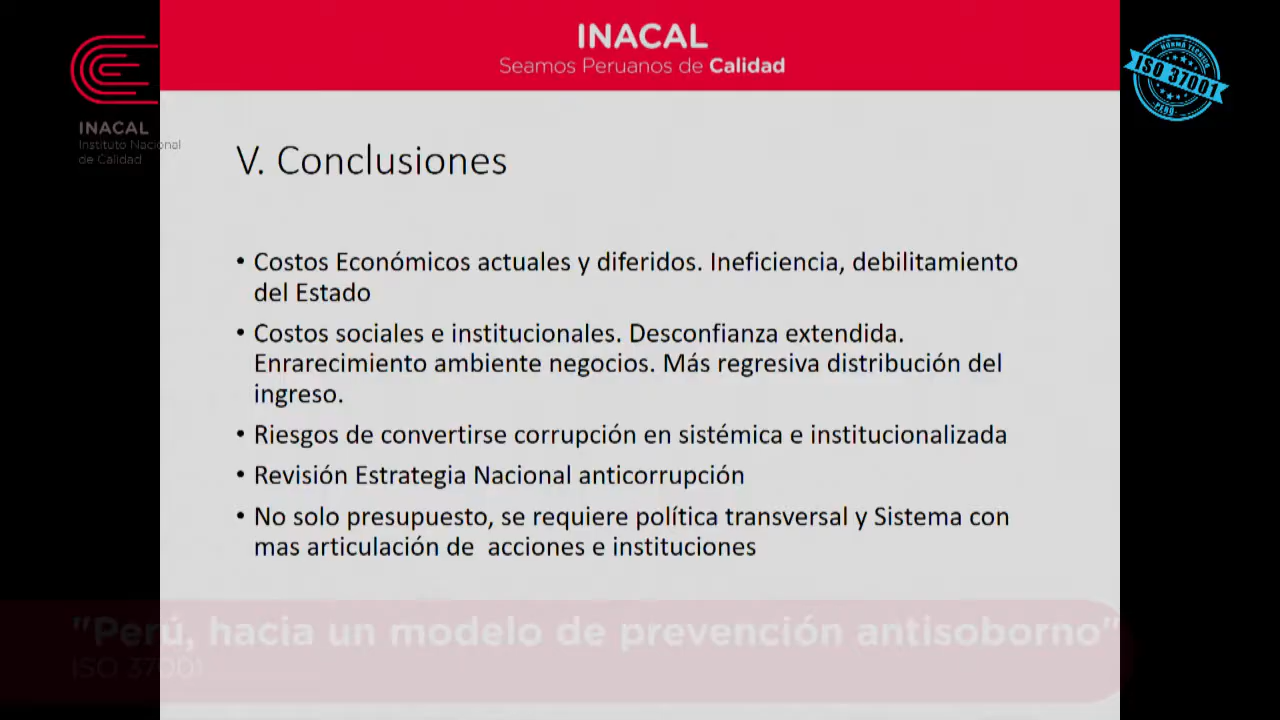 INACAL
Seamos Peruanos de Calidad
INACAL
Instituto Nacional
de Calidad
NORMA TÉCNICA
ISO 37001
PERÚ
V. Conclusiones
• Costos Económicos actuales y diferidos. Ineficiencia, debilitamiento
del Estado
• Costos sociales e institucionales. Desconfianza extendida.
Enrarecimiento ambiente negocios. Más regresiva distribución del
ingreso.
• Riesgos de convertirse corrupción en sistémica e institucionalizada
• Revisión Estrategia Nacional anticorrupción
• No solo presupuesto, se requiere política transversal y Sistema con
mas articulación de acciones e instituciones
"Perú, hacia un modelo de prevención antisoborno"
ISO 37001